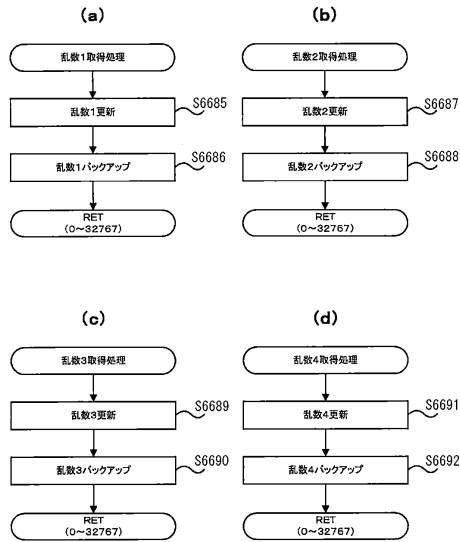 (a)
乱数1取得処理
乱数1更新
S6685
乱数1バックアップ
S6686
RET
(0~32767)
(b)
乱数2取得処理
乱数2更新
S6687
乱数2バックアップ
S6688
RET
(0~32767)
(c)
乱数3取得処理
乱数3更新
S6689
乱数3バックアップ
S6690
RET
(0~32767)
(d)
乱数4取得処理
乱数4更新
S6691
乱数4バックアップ
S6692
RET
(0~32767)